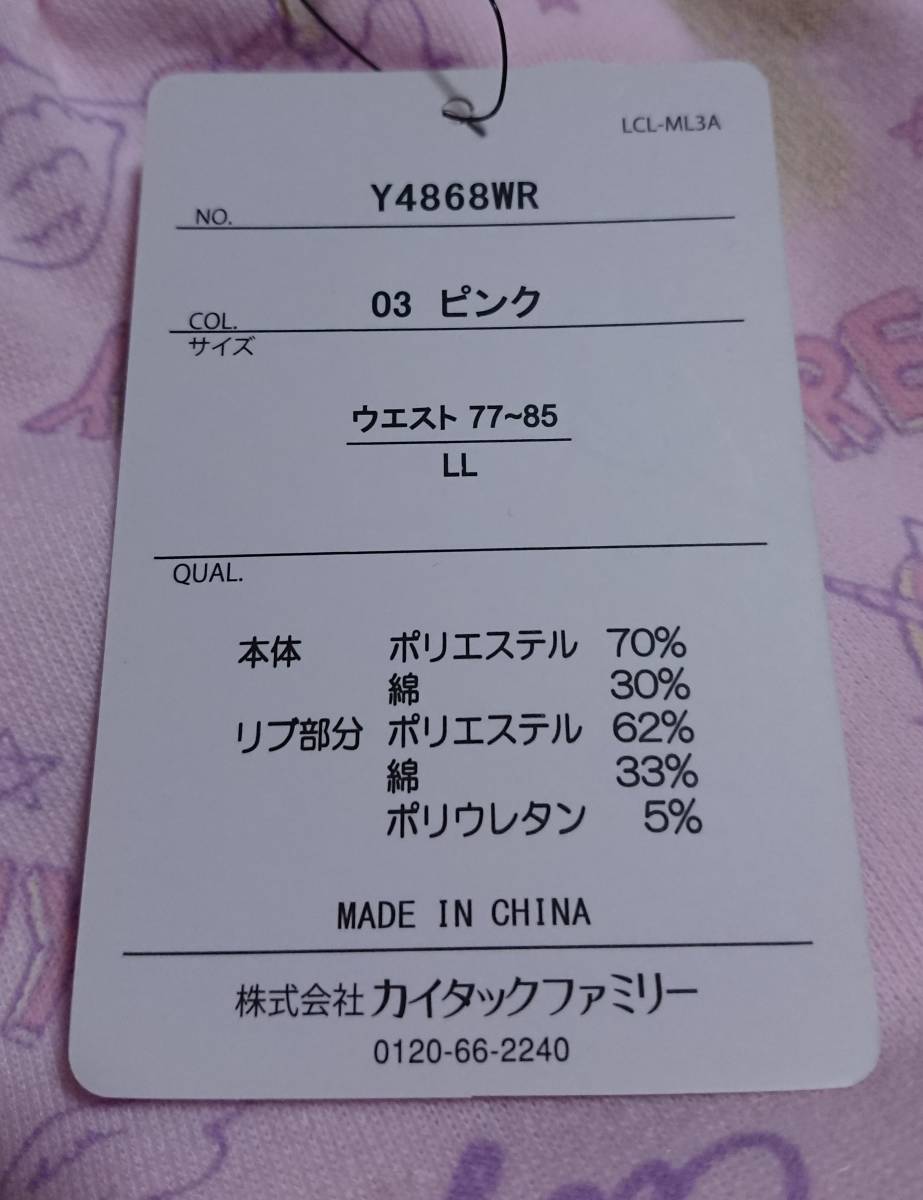 LCL-ML3A
NO. Y4868WR
COL. 03 ピンク
サイズ
ウエスト 77~85
LL
QUAL.
本体 ポリエステル 70%
綿 30%
リブ部分 ポリエステル 62%
綿 33%
ポリウレタン 5%
MADE IN CHINA
株式会社 カイタックファミリー
0120-66-2240